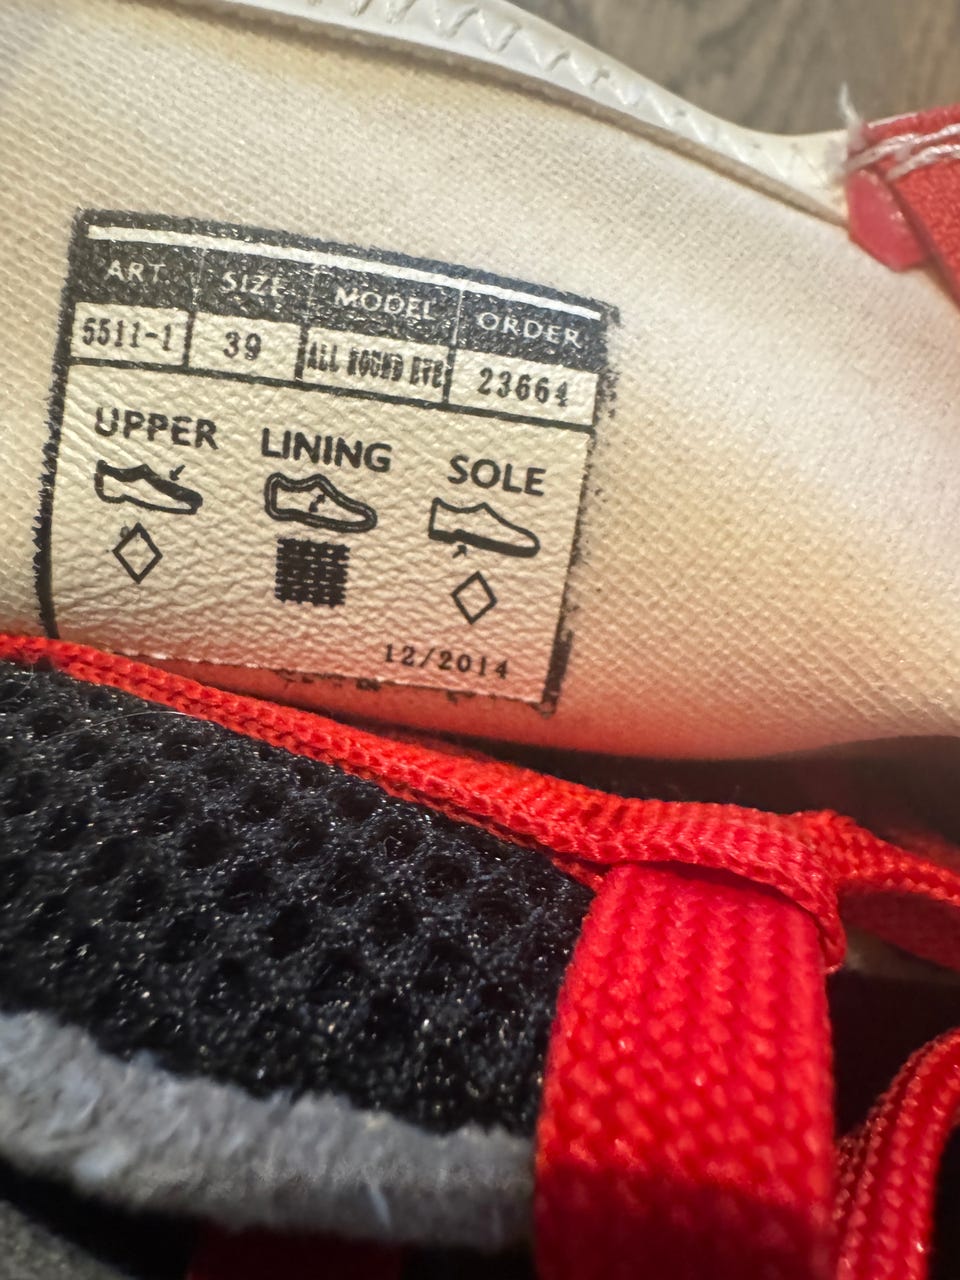 ART SIZE MODEL ORDER
5511-1 39 ALL ROUND EVE 23664
UPPER LINING SOLE
12/2014